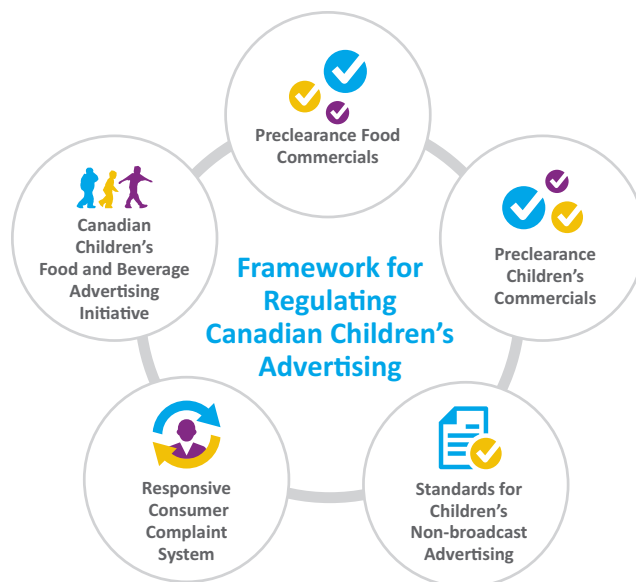 Preclearance Food
Commercials
Canadian
Children's
Food and Beverage
Advertising
Initiative
Preclearance
Children's
Commercials
Framework for
Regulating
Canadian Children's
Advertising
Responsive
Consumer
Complaint
System
Standards for
Children's
Non-broadcast
Advertising